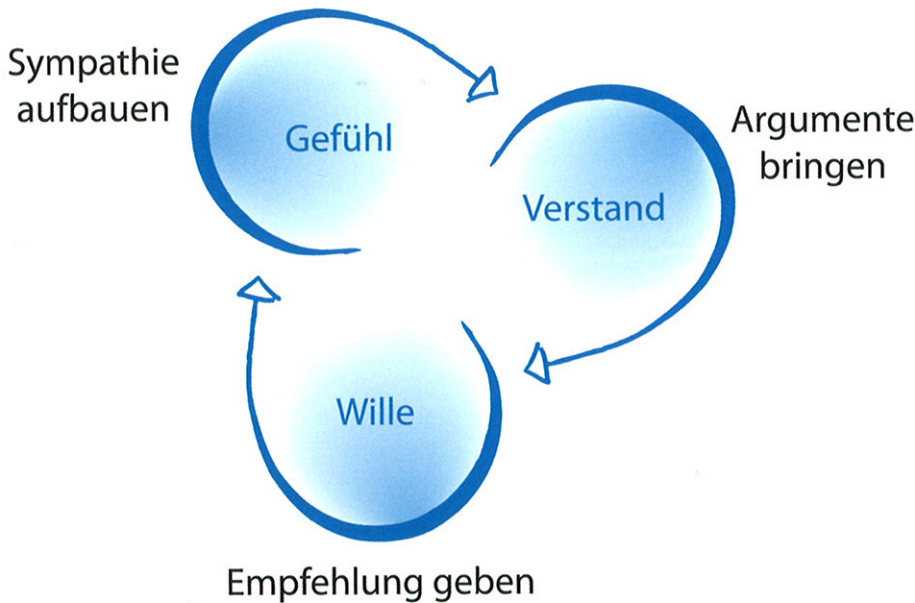 Sympathie
aufbauen
Gefühl
Argumente
bringen
Verstand
Wille
Empfehlung geben